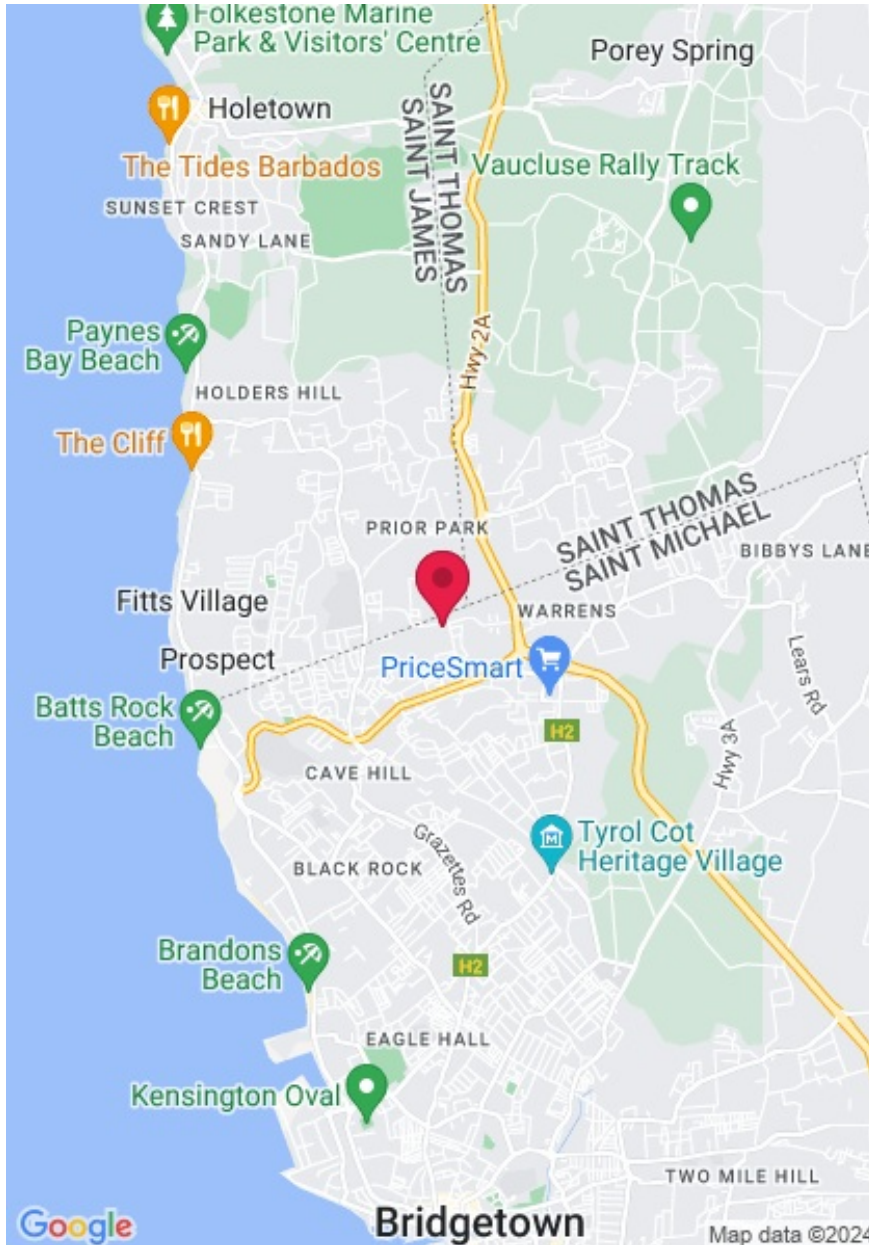 Folkestone Marine
Park & Visitors' Centre
Porey Spring
Holetown
SAINT THOMAS
SAINT JAMES
The Tides Barbados
Vaucluse Rally Track
SUNSET CREST
SANDY LANE
Paynes
Bay Beach
Hwy 2A
HOLDERS HILL
The Cliff
PRIOR PARK
SAINT THOMAS
SAINT MICHAEL
BIBBYS LANE
Fitts Village
WARRENS
Prospect
PriceSmart
Lears Rd
Batts Rock
Beach
H2
Hwy 3A
CAVE HILL
Grazettes Rd
Tyrol Cot
Heritage Village
BLACK ROCK
Brandons
Beach
H2
EAGLE HALL
Kensington Oval
TWO MILE HILL
Google
Bridgetown
Map data ©2024